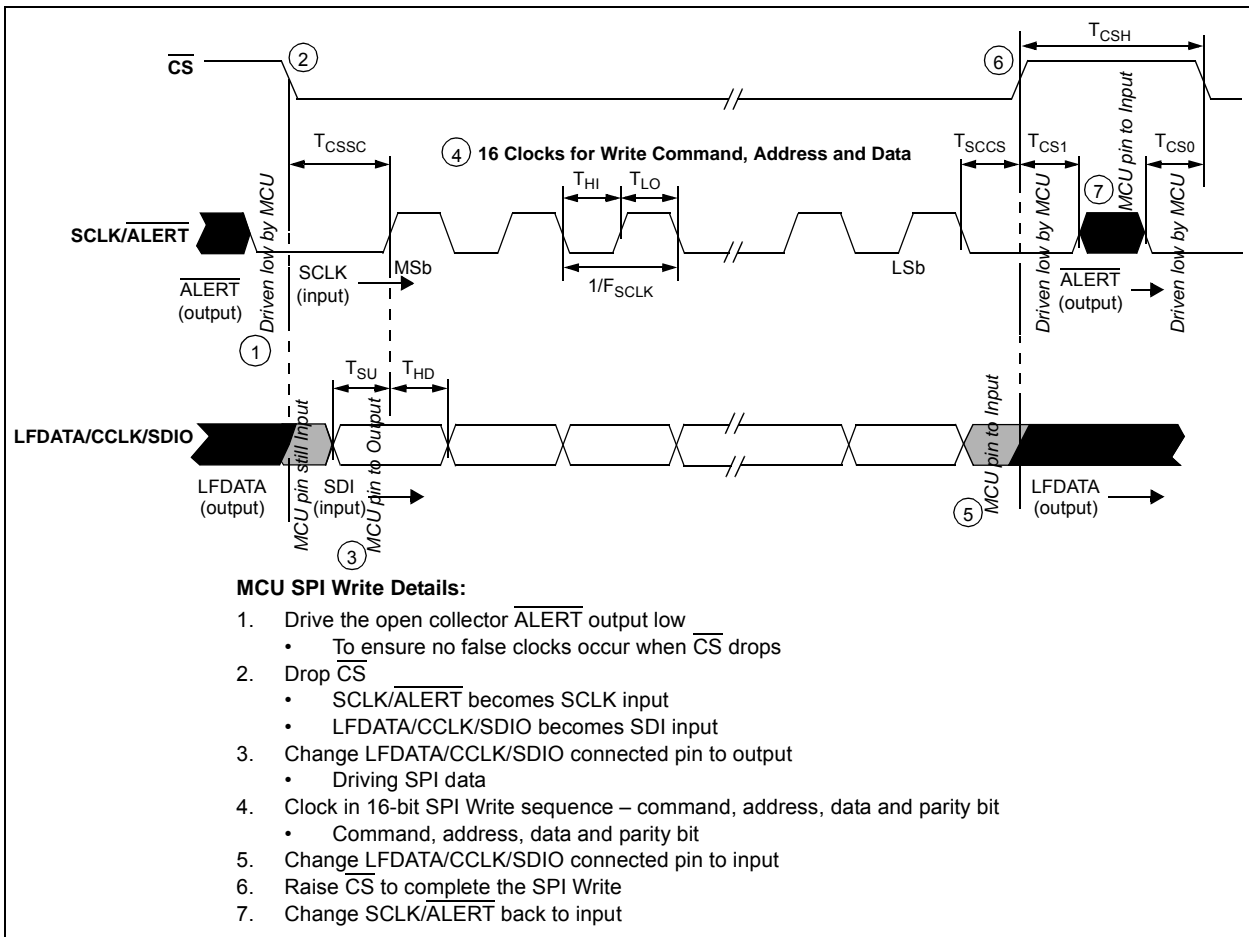 TCSH
CS
2
6
TCSSC
4 16 Clocks for Write Command, Address and Data
TSCCS
TCS1
MCU pin to Input
TCS0
THI
TLO
7
SCLK/ALERT
Driven low by MCU
Driven low by MCU
Driven low by MCU
MSb
LSb
ALERT
(output)
SCLK
(input)
1/FSCLK
ALERT
(output)
1
TSU
THD
LFDATA/CCLK/SDIO
MCU pin still Input
MCU pin to Output
MCU pin to Input
LFDATA
(output)
SDI
(input)
LFDATA
(output)
3
5
MCU SPI Write Details:
1. Drive the open collector ALERT output low
• To ensure no false clocks occur when CS drops
2. Drop CS
• SCLK/ALERT becomes SCLK input
• LFDATA/CCLK/SDIO becomes SDI input
3. Change LFDATA/CCLK/SDIO connected pin to output
• Driving SPI data
4. Clock in 16-bit SPI Write sequence – command, address, data and parity bit
• Command, address, data and parity bit
5. Change LFDATA/CCLK/SDIO connected pin to input
6. Raise CS to complete the SPI Write
7. Change SCLK/ALERT back to input